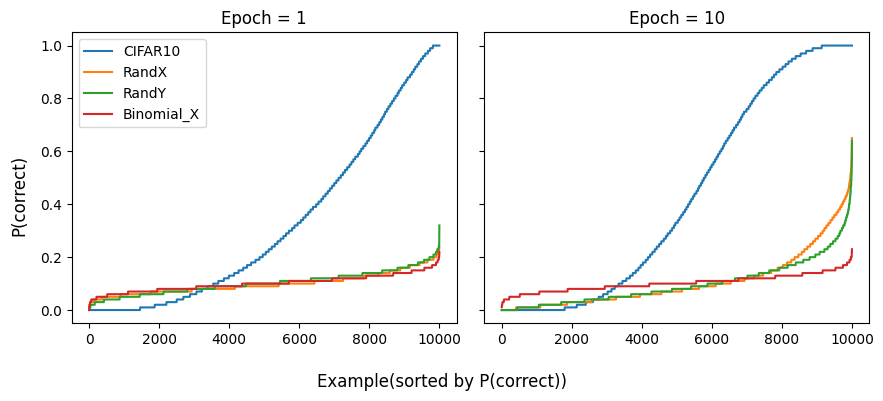 Epoch = 1
Epoch = 10
P(correct)
1.0
0.8
0.6
0.4
0.2
0.0
CIFAR10
RandX
RandY
Binomial_X
0 2000 4000 6000 8000 10000
0 2000 4000 6000 8000 10000
Example(sorted by P(correct))